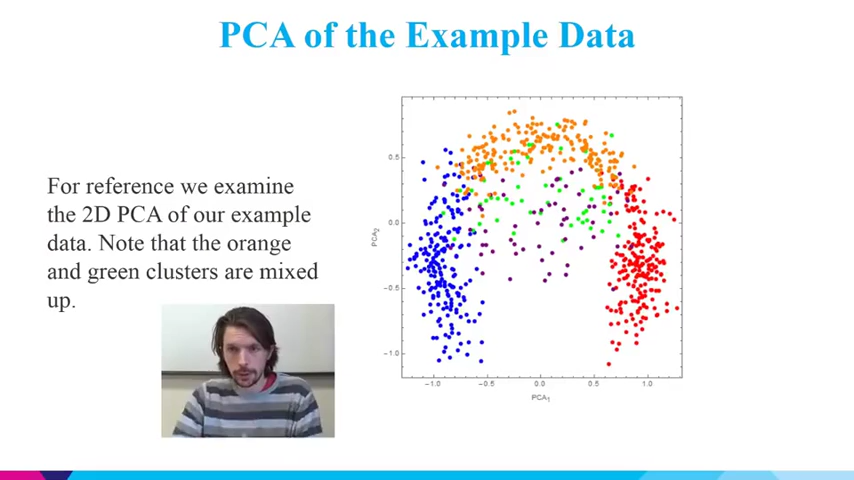 PCA of the Example Data
For reference we examine
the 2D PCA of our example
data. Note that the orange
and green clusters are mixed
up.
PCA₂
0.5
0.0
−0.5
−1.0
−1.0 −0.5 0.0 0.5 1.0
PCA₁